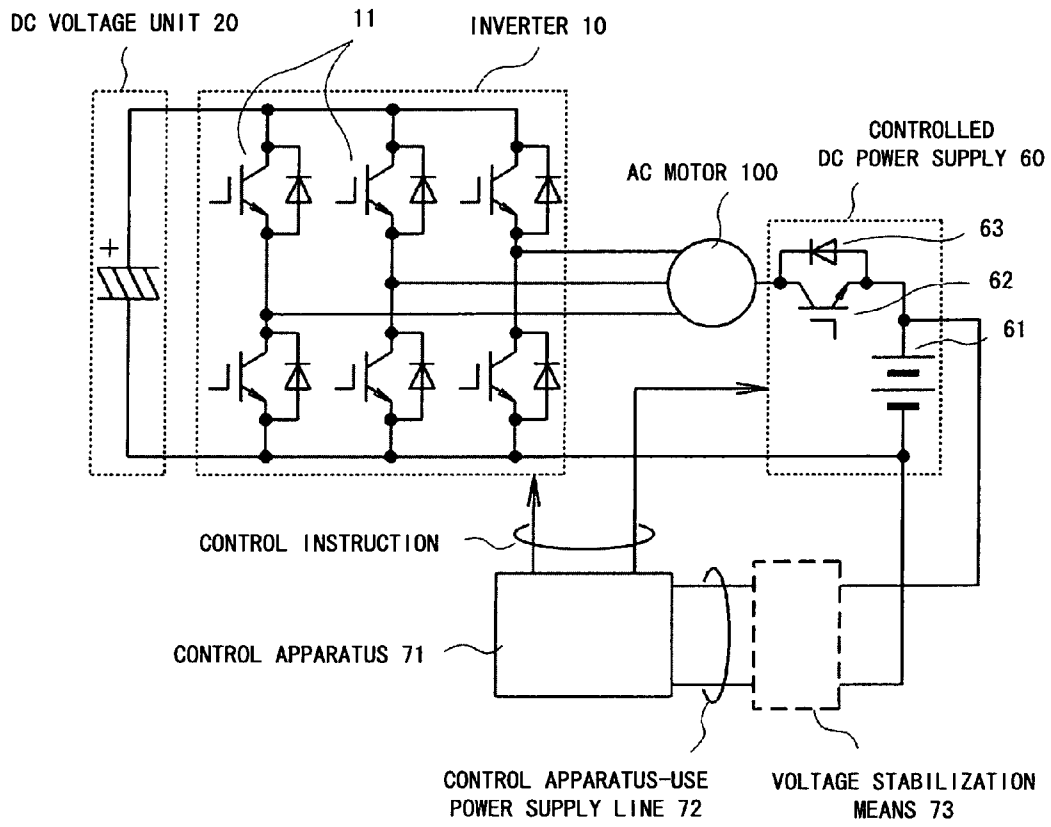 DC VOLTAGE UNIT 20
11
INVERTER 10
CONTROLLED
DC POWER SUPPLY 60
AC MOTOR 100
63
62
61
+
CONTROL INSTRUCTION
CONTROL APPARATUS 71
CONTROL APPARATUS-USE
POWER SUPPLY LINE 72
VOLTAGE STABILIZATION
MEANS 73